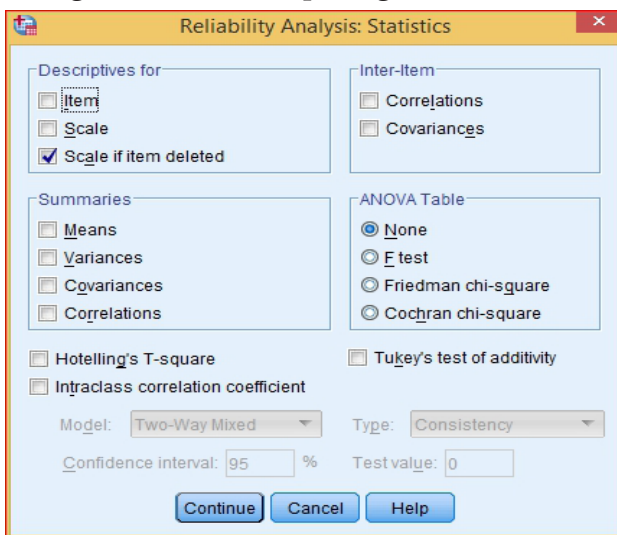 Reliability Analysis: Statistics
Descriptives for
Item
Scale
Scale if item deleted
Inter-Item
Correlations
Covariances
Summaries
Means
Variances
Covariances
Correlations
ANOVA Table
None
F test
Friedman chi-square
Cochran chi-square
Hotelling's T-square
Tukey's test of additivity
Intraclass correlation coefficient
Model: Two-Way Mixed Type: Consistency
Confidence interval: 95 % Test value: 0
Continue Cancel Help